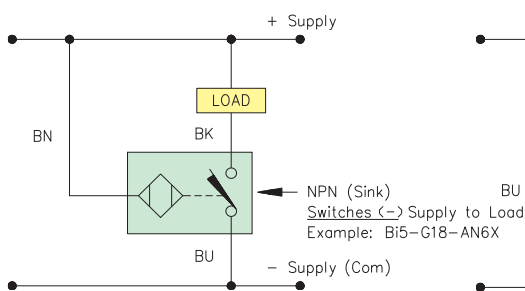 + Supply
LOAD
BN
BK
NPN (Sink)
BU
Switches (-) Supply to Load
Example: Bi5-G18-AN6X
BU
- Supply (Com)